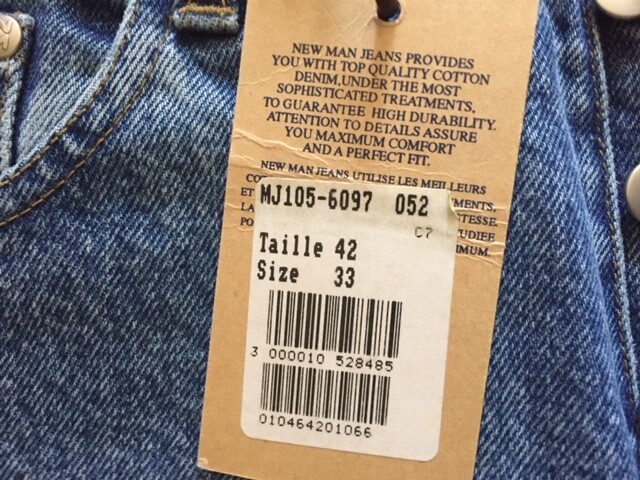 NEW MAN JEANS PROVIDES
YOU WITH TOP QUALITY COTTON
DENIM,UNDER THE MOST
SOPHISTICATED TREATMENTS,
TO GUARANTEE HIGH DURABILITY.
ATTENTION TO DETAILS ASSURE
YOU MAXIMUM COMFORT
AND A PERFECT FIT.
NEW MAN JEANS UTILISE LES MEILLEURS
ET
LA
MJ105-6097 052
C7
Taille 42
Size 33
3 000010 528485
010464201066